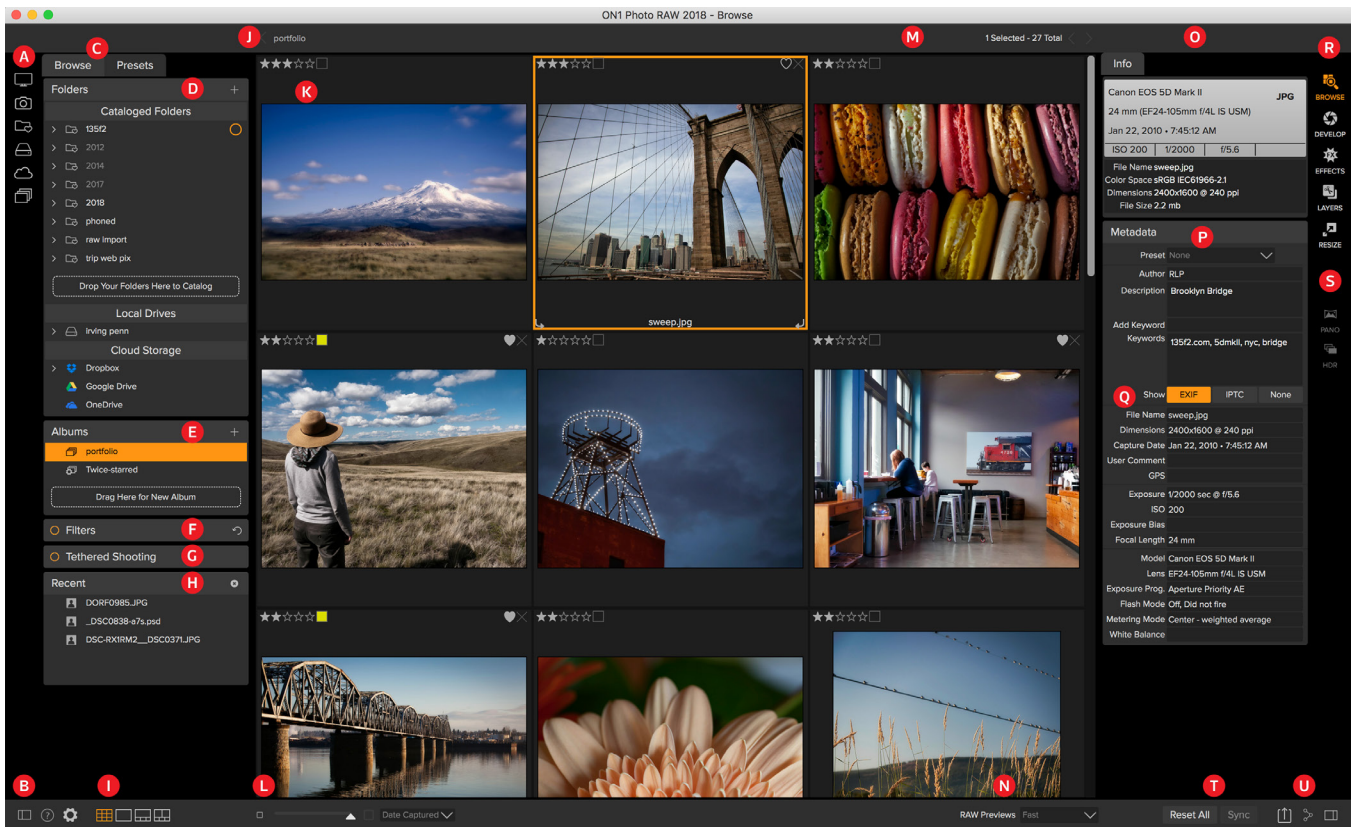 ON1 Photo RAW 2018 - Browse
J portfolio M 1 Selected - 27 Total O
A
C
Browse Presets
Folders D +
Cataloged Folders
135f2
2012
2014
2017
2018
phoned
raw import
trip web pix
Drop Your Folders Here to Catalog
Local Drives
irving penn
Cloud Storage
Dropbox
Google Drive
OneDrive
Albums E +
portfolio
Twice-starred
Drag Here for New Album
F Filters
G Tethered Shooting
Recent H
DORF0985.JPG
_DSC0838-a7s.psd
DSC-RX1RM2__DSC0371.JPG
K
sweep.jpg
4724
Info
Canon EOS 5D Mark II JPG
24 mm (EF24-105mm f/4L IS USM)
Jan 22, 2010 • 7:45:12 AM
ISO 200 1/2000 f/5.6
File Name sweep.jpg
Color Space sRGB IEC61966-2.1
Dimensions 2400x1600 @ 240 ppi
File Size 2.2 mb
Metadata P
Preset None
Author RLP
Description Brooklyn Bridge
Add Keyword
Keywords 135f2.com, 5dmkII, nyc, bridge
Q Show EXIF IPTC None
File Name sweep.jpg
Dimensions 2400x1600 @ 240 ppi
Capture Date Jan 22, 2010 • 7:45:12 AM
User Comment
GPS
Exposure 1/2000 sec @ f/5.6
ISO 200
Exposure Bias
Focal Length 24 mm
Model Canon EOS 5D Mark II
Lens EF24-105mm f/4L IS USM
Exposure Prog. Aperture Priority AE
Flash Mode Off, Did not fire
Metering Mode Center - weighted average
White Balance
R
BROWSE
DEVELOP
FX
EFFECTS
LAYERS
RESIZE
S
PANO
HDR
B I L N T U
? Date Captured RAW Previews Fast Reset All Sync